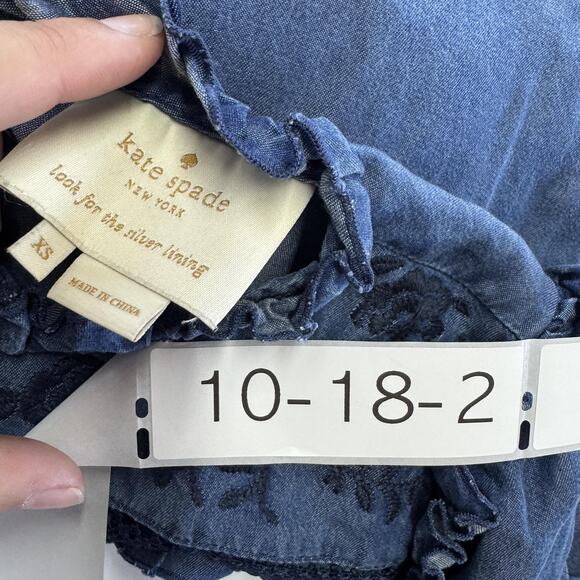 kate spade
NEW YORK
look for the silver lining
XS
MADE IN CHINA
10-18-2